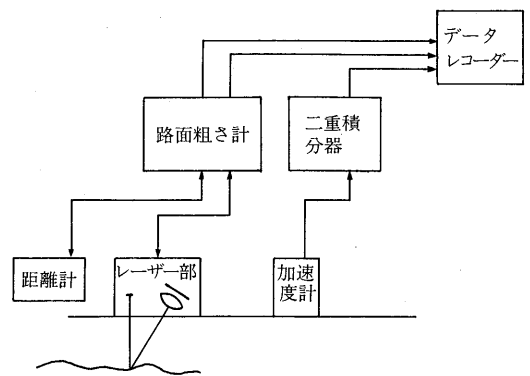 データ
レコーダー
路面粗さ計
二重積
分器
距離計
レーザー部
加速
度計